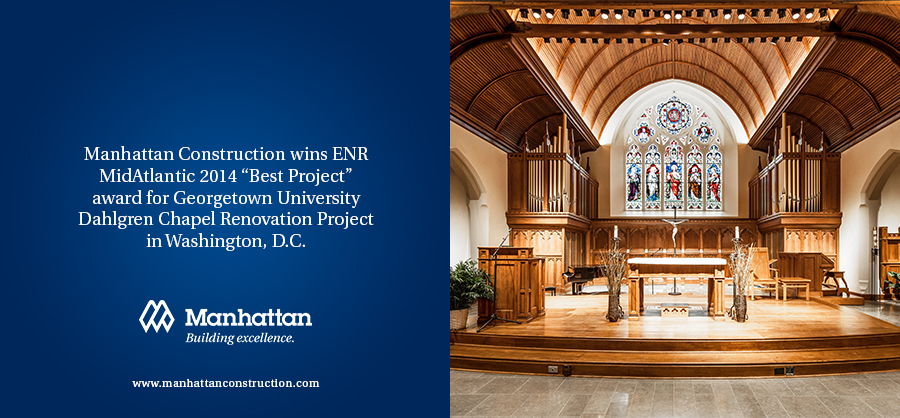 Manhattan Construction wins ENR
MidAtlantic 2014 “Best Project”
award for Georgetown University
Dahlgren Chapel Renovation Project
in Washington, D.C.
Manhattan
Building excellence.
www.manhattanconstruction.com